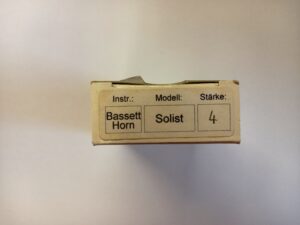 Instr.: Modell: Stärke:
Bassett Solist 4
Horn